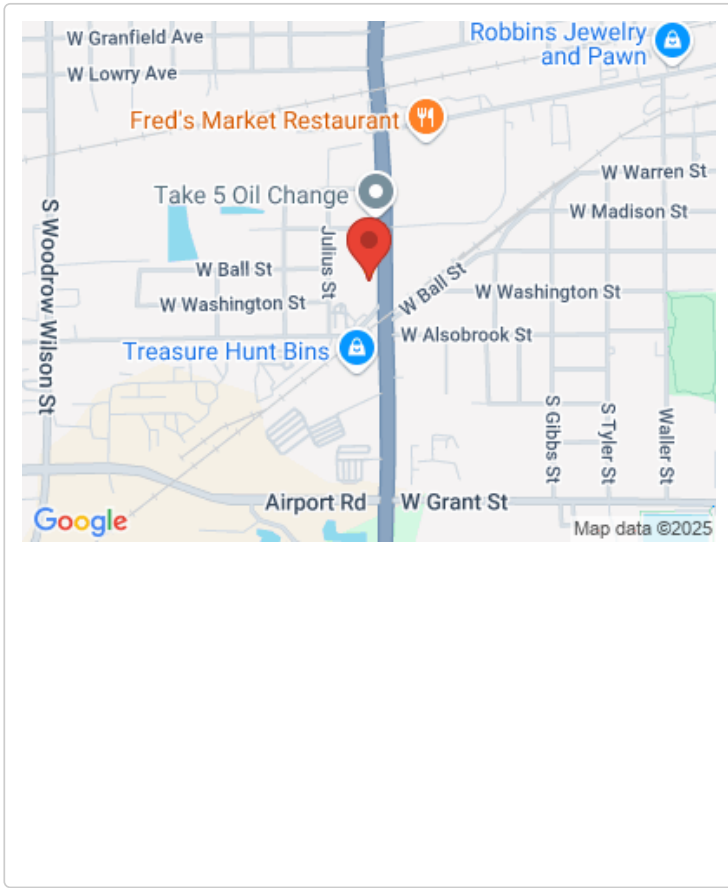 W Granfield Ave
Robbins Jewelry
and Pawn
W Lowry Ave
Fred's Market Restaurant
W Warren St
Take 5 Oil Change
W Madison St
S Woodrow Wilson St
Julius St
W Ball St
W Ball St
W Washington St
W Washington St
W Alsobrook St
Treasure Hunt Bins
S Gibbs St
S Tyler St
Waller St
Airport Rd
W Grant St
Google
Map data ©2025